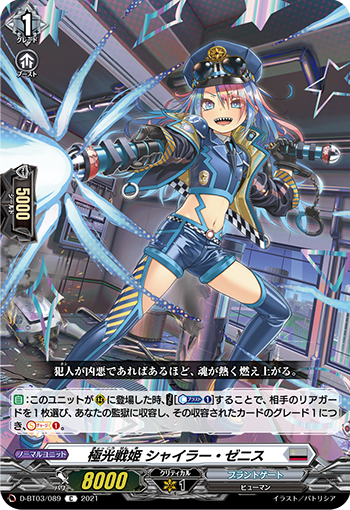 1
グレード
ブースト
5000
シールド
犯人が凶悪であればあるほど、魂が熱く燃え上がる。
自:このユニットがRに登場した時、【ソウルブラスト1】することで、相手のリアガー
ドを1枚選び、あなたの監獄に収容し、その収容されたカードのグレード1につ
き、【チャージ1】。
ノーマルユニット
極光戦姫 シャイラー・ゼニス
パワー 8000
クリティカル
1
ブラントゲート
ヒューマン
D-BT03/089 C 2021
イラスト/パトリシア